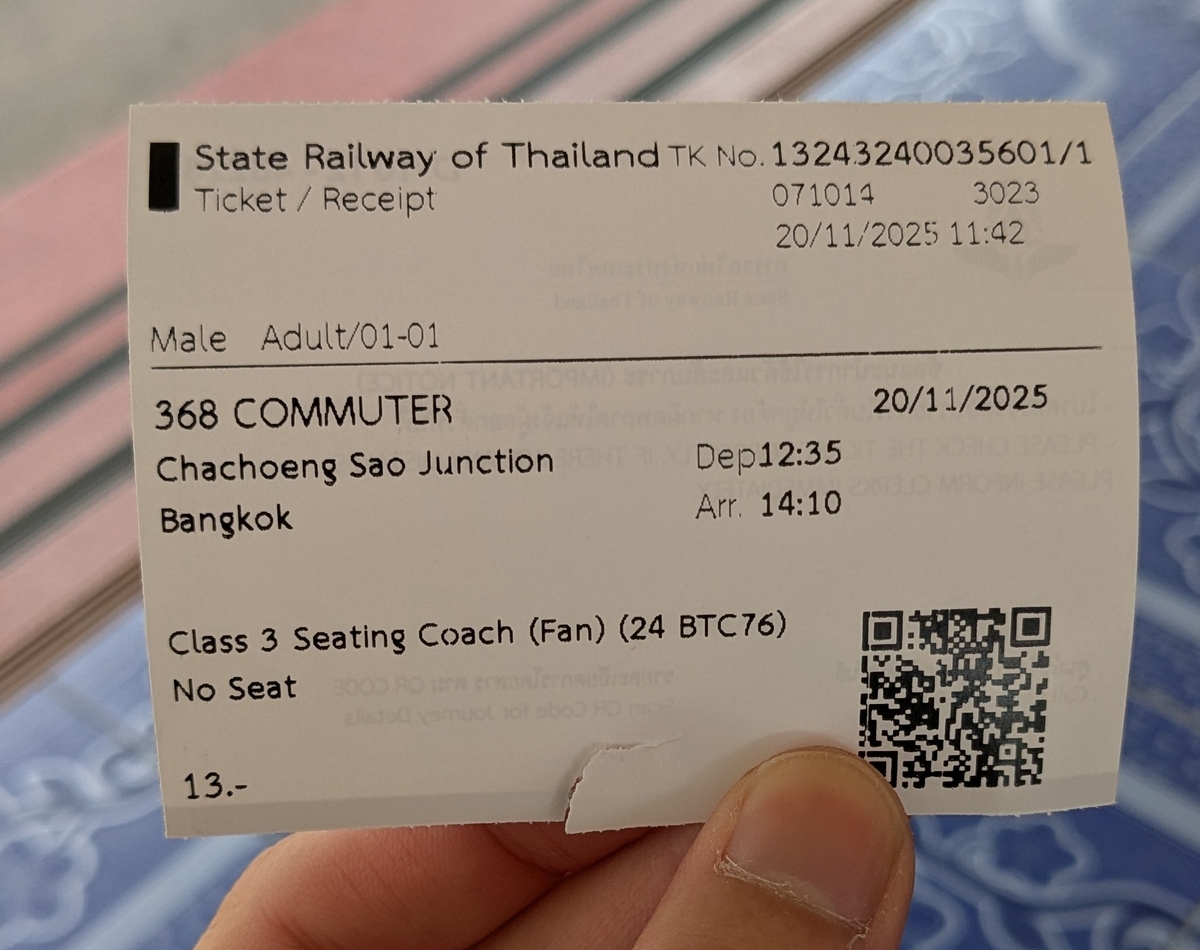 State Railway of Thailand TK No. 13243240035601/1
Ticket / Receipt 071014 3023
20/11/2025 11:42
Male Adult/01-01
368 COMMUTER 20/11/2025
Chachoeng Sao Junction Dep12:35
Bangkok Arr. 14:10
Class 3 Seating Coach (Fan) (24 BTC76)
No Seat
13.-